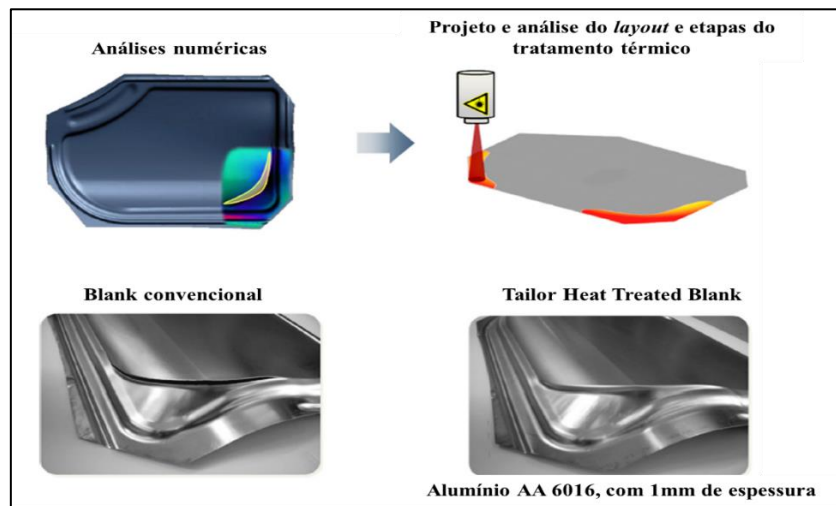 Análises numéricas
Projeto e análise do layout e etapas do
tratamento térmico
Blank convencional
Tailor Heat Treated Blank
Alumínio AA 6016, com 1mm de espessura